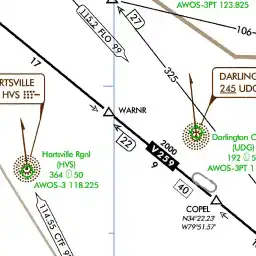 123.825
AWOS-3PT
27
115.2 FLO 99
106
ARTSVILLE
HVS
17
325
DARLING
245 UDG
WARNR
22
Hartsville Rgnl
(HVS)
364 50
AWOS-3 118.225
Darlington C
(UDG)
192 5
AWOS-3PT 1
2000
V259
9
40
COPEL
N34°22.23
W79°51.57
114.55 CTF